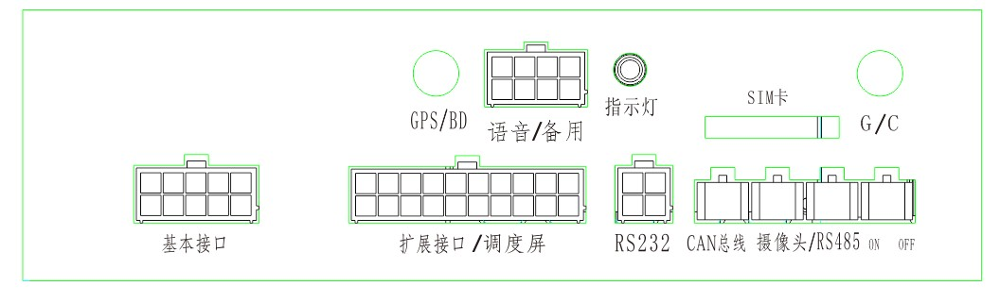 GPS/BD
语音/备用
指示灯
SIM卡
G/C
基本接口
扩展接口/调度屏
RS232
CAN总线
摄像头/RS485
ON
OFF